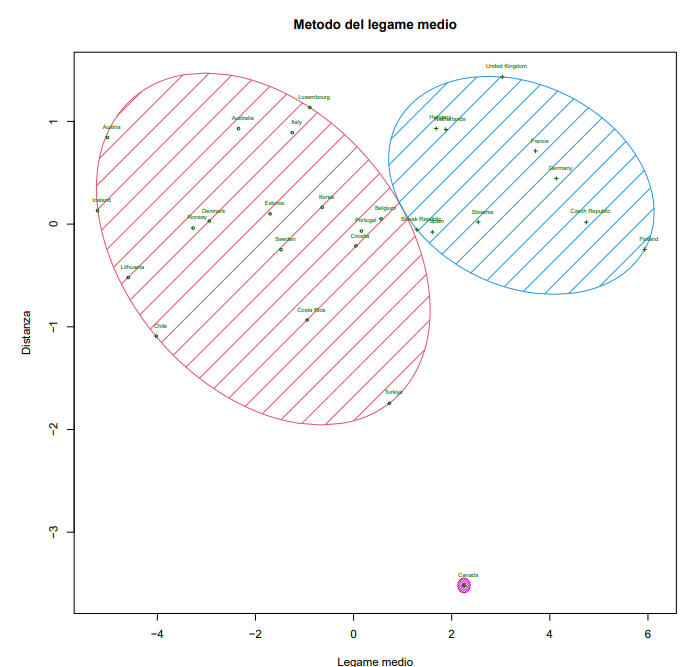 Metodo del legame medio
United Kingdom
Luxembourg
Australia
Italy
Austria
Hungary
Netherlands
France
Germany
Iceland
Korea
Estonia
Denmark
Norway
Belgium
Portugal
Slovak Republic
Spain
Slovenia
Czech Republic
Croatia
Sweden
Finland
Lithuania
Costa Rica
Chile
Türkiye
Canada
1
0
−1
−2
−3
Distanza
−4
−2
0
2
4
6
Legame medio